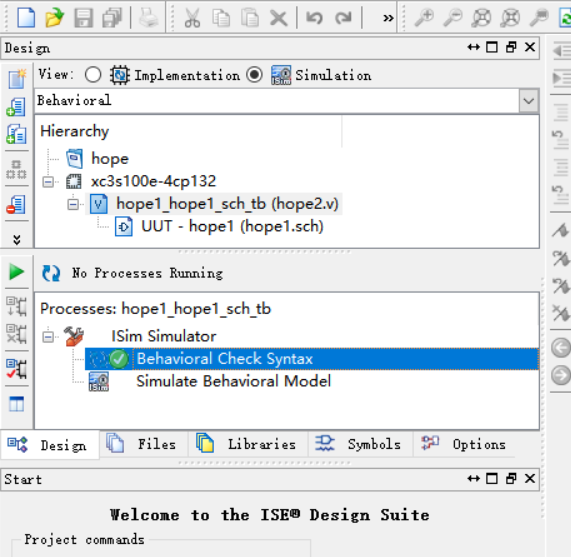 »
Design
View: Implementation Simulation
Behavioral
Hierarchy
hope
xc3s100e-4cp132
hope1_hope1_sch_tb (hope2.v)
UUT - hope1 (hope1.sch)
No Processes Running
Processes: hope1_hope1_sch_tb
ISim Simulator
Behavioral Check Syntax
Simulate Behavioral Model
Design Files Libraries Symbols Options
Start
Welcome to the ISE® Design Suite
Project commands